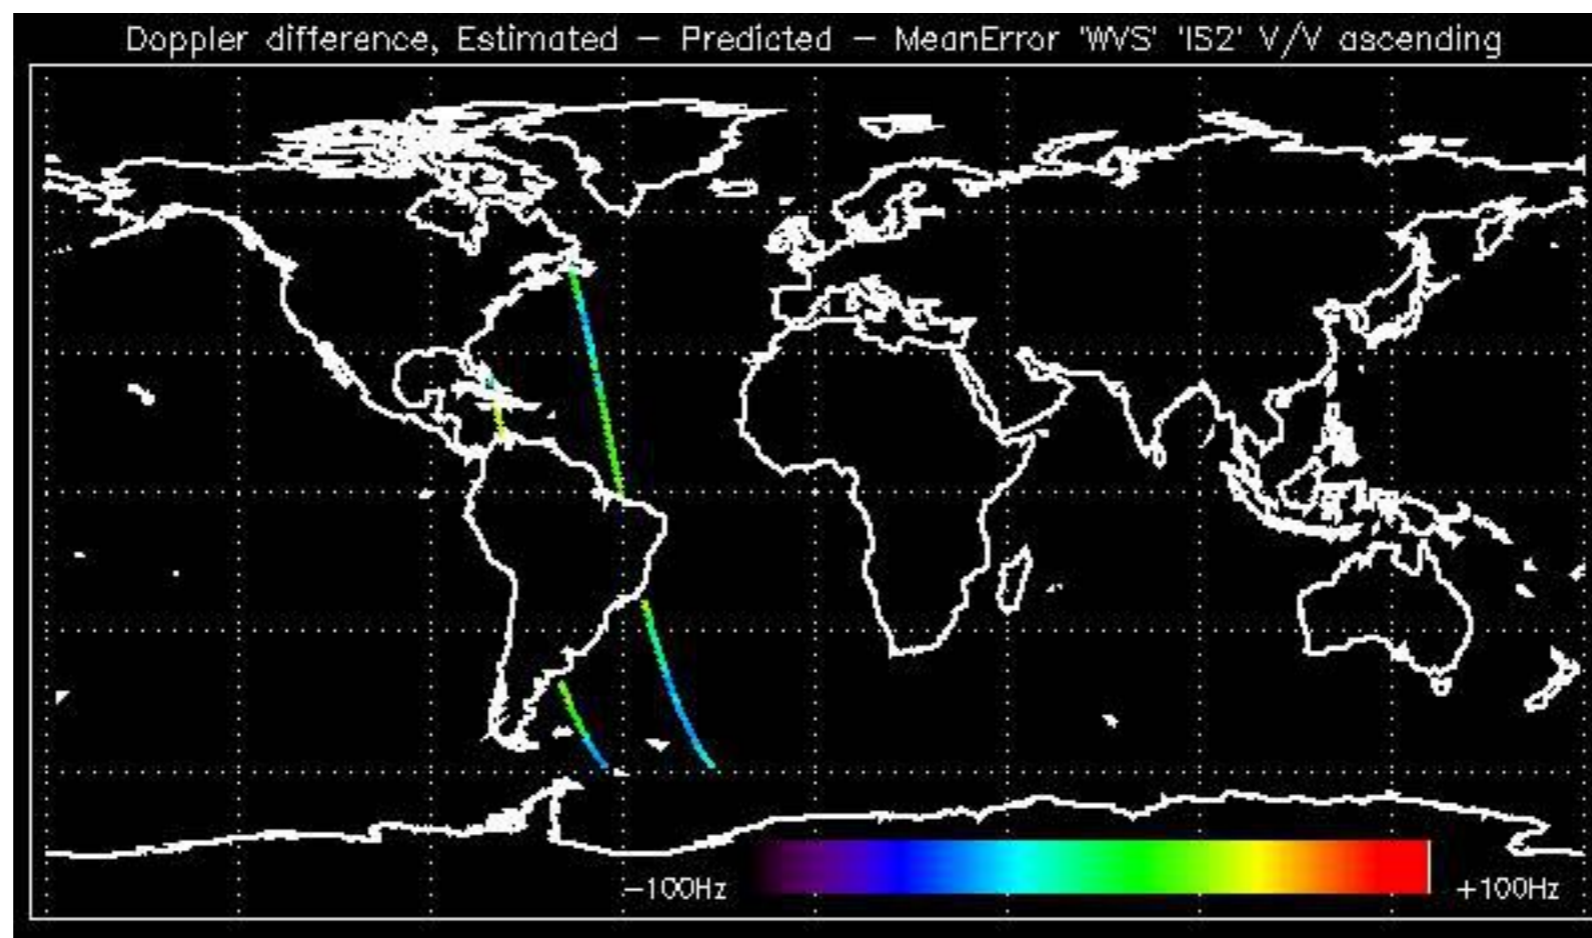 Doppler difference, Estimated – Predicted – MeanError 'WVS' 'IS2' V/V ascending
−100Hz
+100Hz